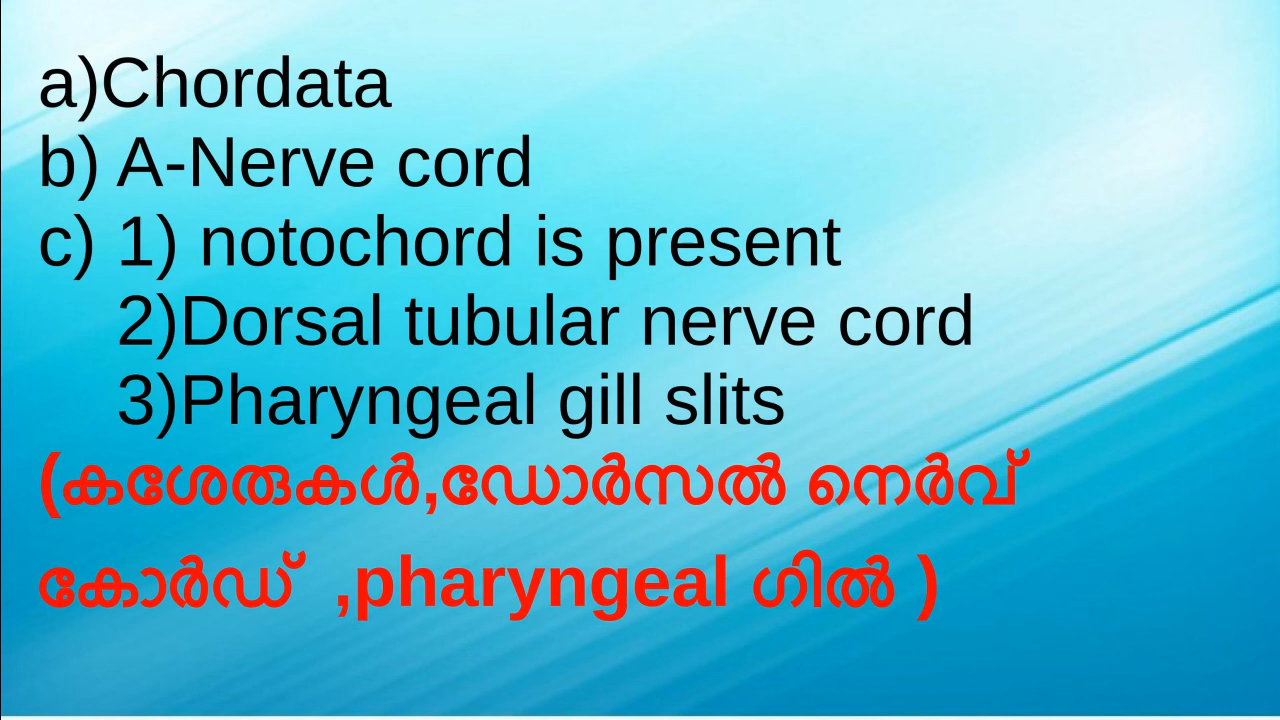 a)Chordata
b) A-Nerve cord
c) 1) notochord is present
2)Dorsal tubular nerve cord
3)Pharyngeal gill slits
(കശേരുകൾ,ഡോർസൽ നെർവ്
കോർഡ് ,pharyngeal ഗിൽ )